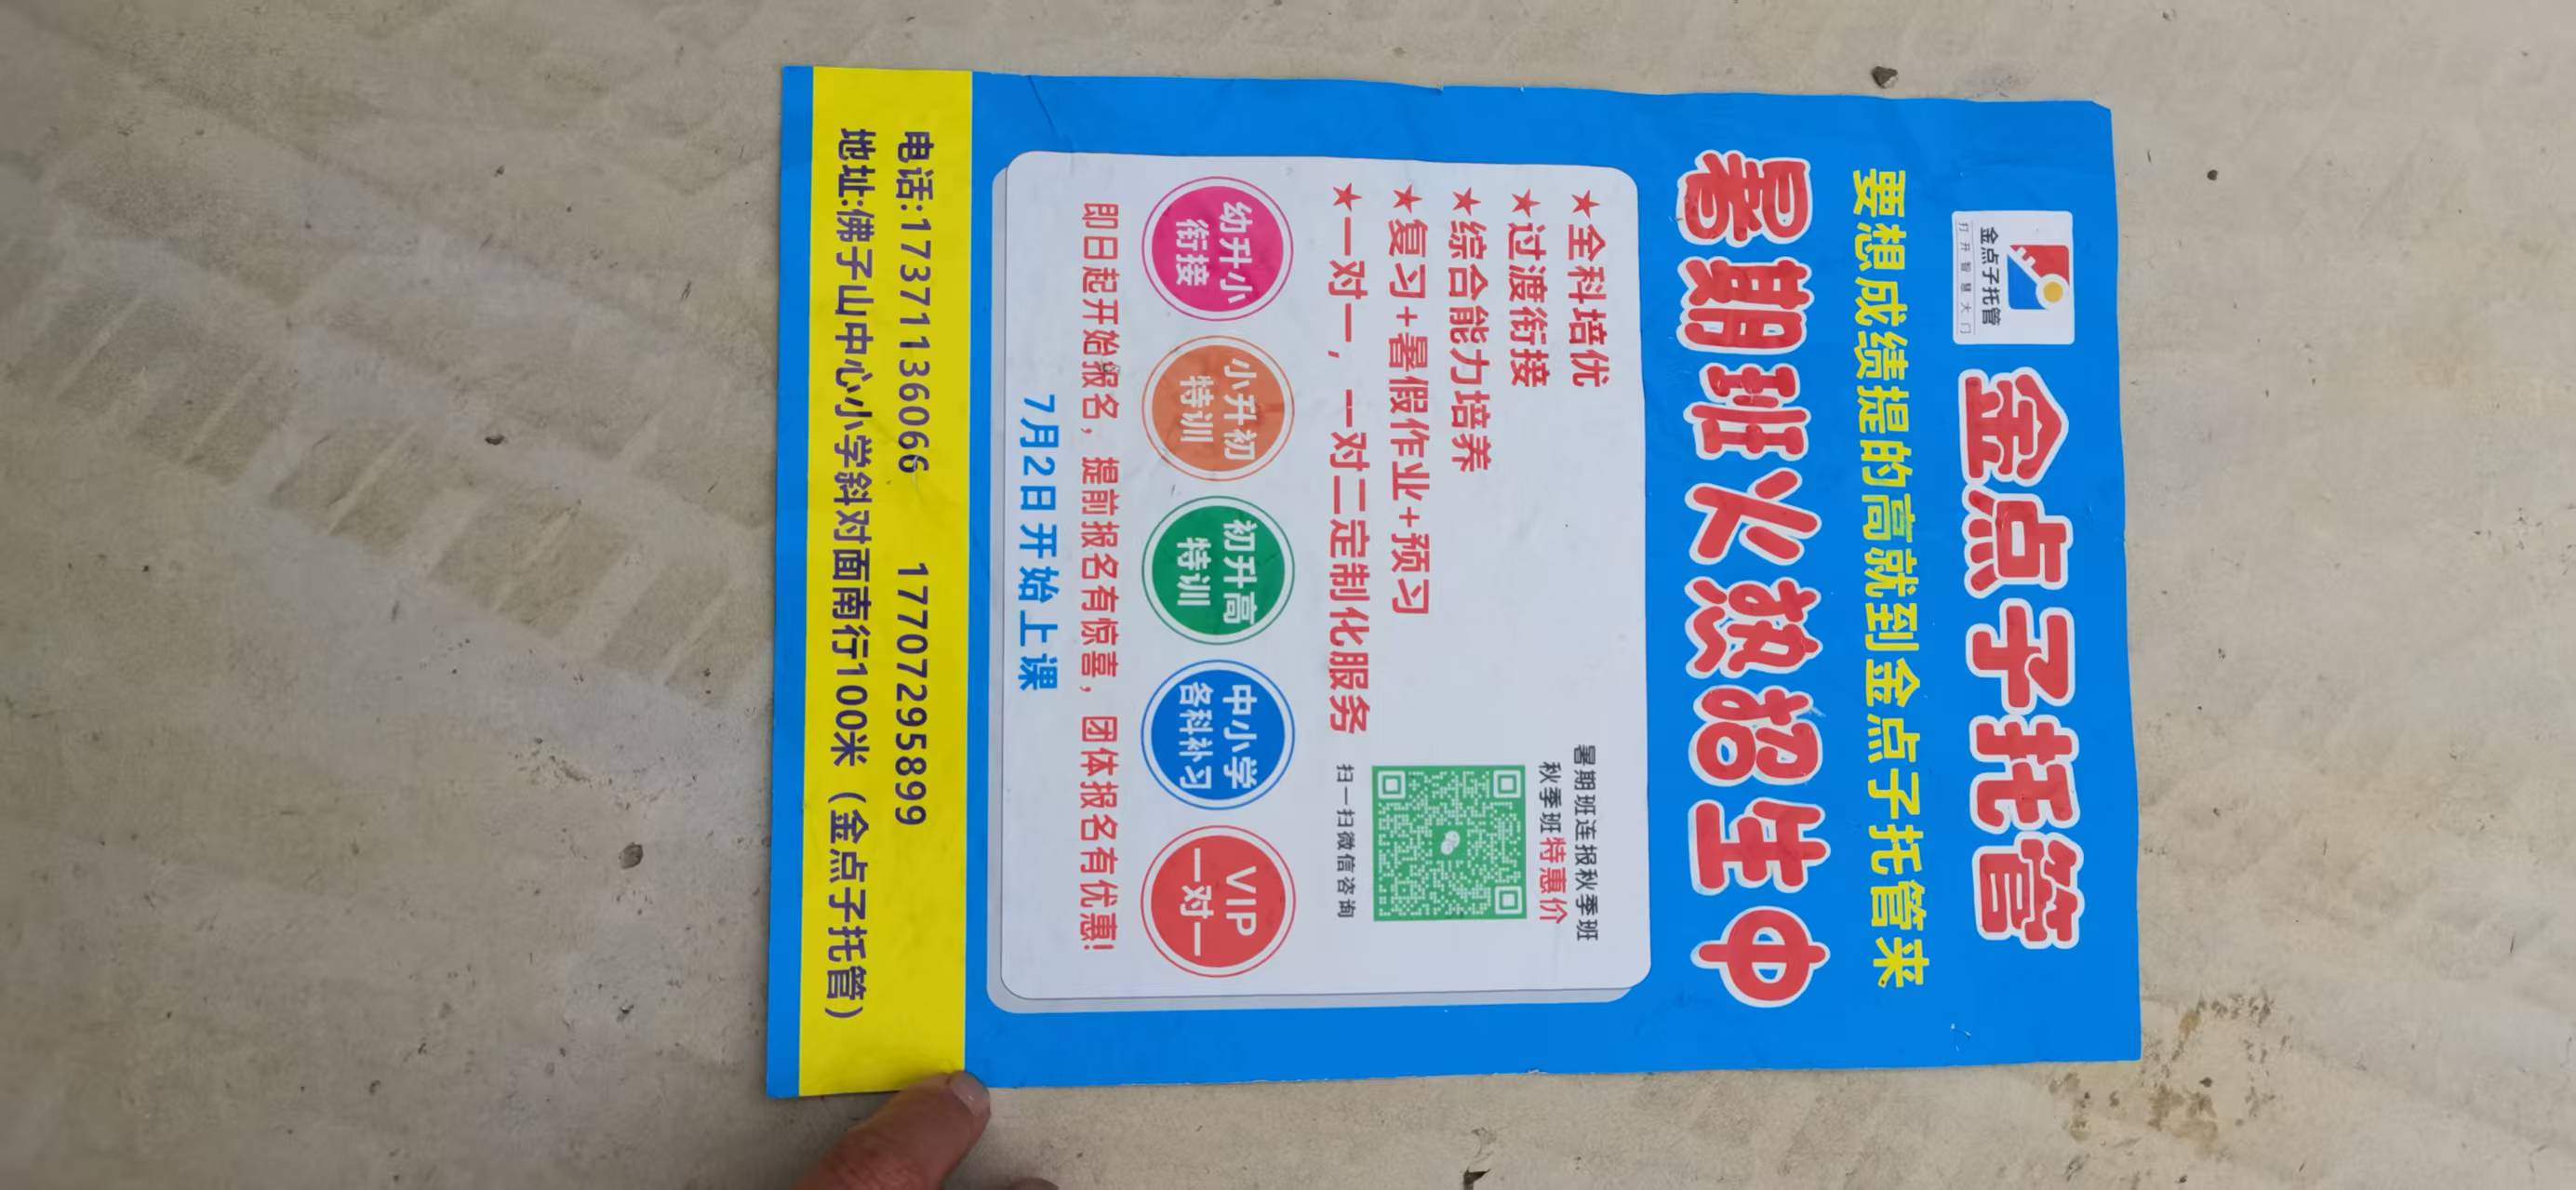 金点子托管
打开智慧大门
金点子托管
要想成绩提的高就到金点子托管来
暑期班火热招生中
★全科培优
★过渡衔接
★综合能力培养
★复习+暑假作业+预习
★一对一，一对二定制化服务
暑期班连报秋季班
秋季班特惠价
扫一扫微信咨询
幼升小
衔接
小升初
特训
初升高
特训
中小学
各科补习
VIP
一对一
即日起开始报名，提前报名有惊喜，团体报名有优惠!
7月2日开始上课
电话:17371136066 17707295899
地址:佛子山中心小学斜对面南行100米（金点子托管）